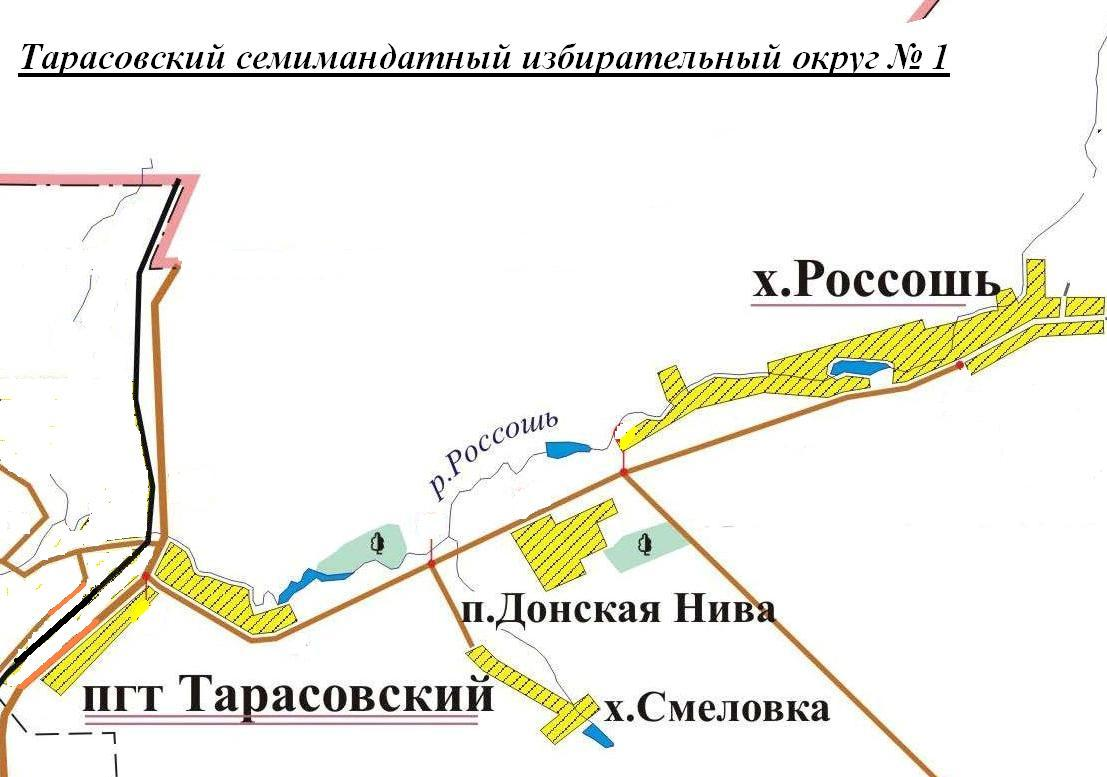 Тарасовский семимандатный избирательный округ № 1
х.Россошь
р.Россошь
п.Донская Нива
пгт Тарасовский
х.Смеловка